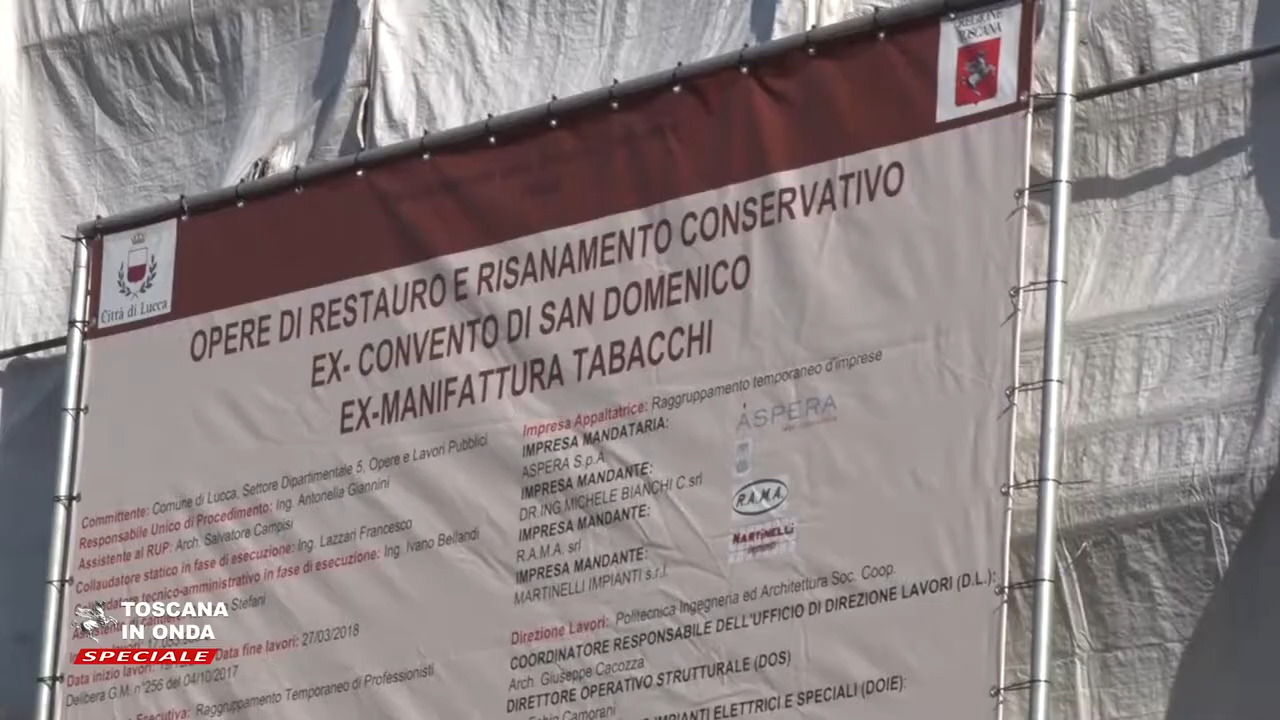 REGIONE
TOSCANA
Città di Lucca
OPERE DI RESTAURO E RISANAMENTO CONSERVATIVO
EX- CONVENTO DI SAN DOMENICO
EX-MANIFATTURA TABACCHI
Committente: Comune di Lucca, Settore Dipartimentale 5, Opere e Lavori Pubblici
Responsabile Unico di Procedimento: Ing. Antonella Giannini
Assistente al RUP: Arch. Salvatore Campisi
Collaudatore statico in fase di esecuzione: Ing. Lazzari Francesco
tecnico-amministrativo in fase di esecuzione: Ing. Ivano Bellandi
Stefani
Data inizio lavori: Data fine lavori: 27/03/2018
Delibera G.M. n°256 del 04/10/2017
Esecutiva: Raggruppamento Temporaneo di Professionisti
Impresa Appaltatrice: Raggruppamento temporaneo d'imprese
IMPRESA MANDATARIA:
ASPERA S.p.A.
IMPRESA MANDANTE:
DR.ING.MICHELE BIANCHI C.srl
IMPRESA MANDANTE:
R.A.M.A. srl
IMPRESA MANDANTE:
MARTINELLI IMPIANTI s.r.l.
ASPERA
R.A.M.A.
MARTINELLI
Direzione Lavori: Politecnica Ingegneria ed Architettura Soc. Coop.
COORDINATORE RESPONSABILE DELL'UFFICIO DI DIREZIONE LAVORI (D.L.):
Arch. Giuseppe Cacozza
DIRETTORE OPERATIVO STRUTTURALE (DOS)
Camorani
IMPIANTI ELETTRICI E SPECIALI (DOIE):
TOSCANA
IN ONDA
SPECIALE